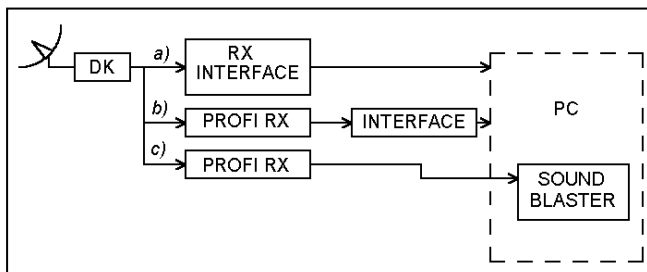 DK
a)
RX
INTERFACE
b)
PROFI RX
INTERFACE
c)
PROFI RX
PC
SOUND
BLASTER